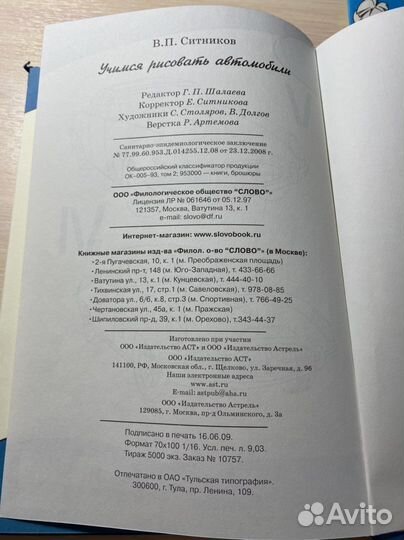 В.П. Ситников
Учимся рисовать автомобили
Редактор Г. П. Шалаева
Корректор Е. Ситникова
Художники С. Столяров, В. Долгов
Верстка Р. Артемова
Санитарно-эпидемиологическое заключение
№ 77.99.60.953.Д.014255.12.08 от 23.12.2008 г.
Общероссийский классификатор продукции
ОК-005-93, том 2; 953000 — книги, брошюры
ООО «Филологическое общество "СЛОВО"»
Лицензия ЛР № 061646 от 05.12.97
121357, Москва, Ватутина 13, к. 1
e-mail: slovo@df.ru
Интернет-магазин: www.slovobook.ru
Книжные магазины изд-ва «Филол. о-во "СЛОВО"» (в Москве):
•2-я Пугачевская, 10, к. 1 (м. Преображенская площадь)
•Ленинский пр-т, 148 (м. Юго-Западная), т. 433-66-66
•Ватутина ул., 13, к. 1 (м. Кунцевская), т. 444-40-10
•Тихвинская ул., 17, стр.1 (м. Савеловская), т. 978-08-85
•Доватора ул., 6/6, к.8, стр.3 (м. Спортивная), т. 766-49-25
•Чертановская ул., 45а, к.1 (м. Пражская)
•Шипиловский пр-д, 39, к.1 (м. Орехово), т.343-44-37
Изготовлено при участии
ООО «Издательство АСТ» и ООО «Издательство Астрель»
ООО «Издательство АСТ»
141100, РФ, Московская обл., г. Щелково, ул. Заречная, д. 96
Наши электронные адреса
www.ast.ru
E-mail: astpub@aha.ru
ООО «Издательство Астрель»
129085, г. Москва, пр-д Ольминского, д. 3а
Подписано в печать 16.06.09.
Формат 70x100 1/16. Усл. печ. л. 9,03.
Тираж 5000 экз. Заказ № 10757.
Отпечатано в ОАО «Тульская типография».
300600, г. Тула, пр. Ленина, 109.
Avito